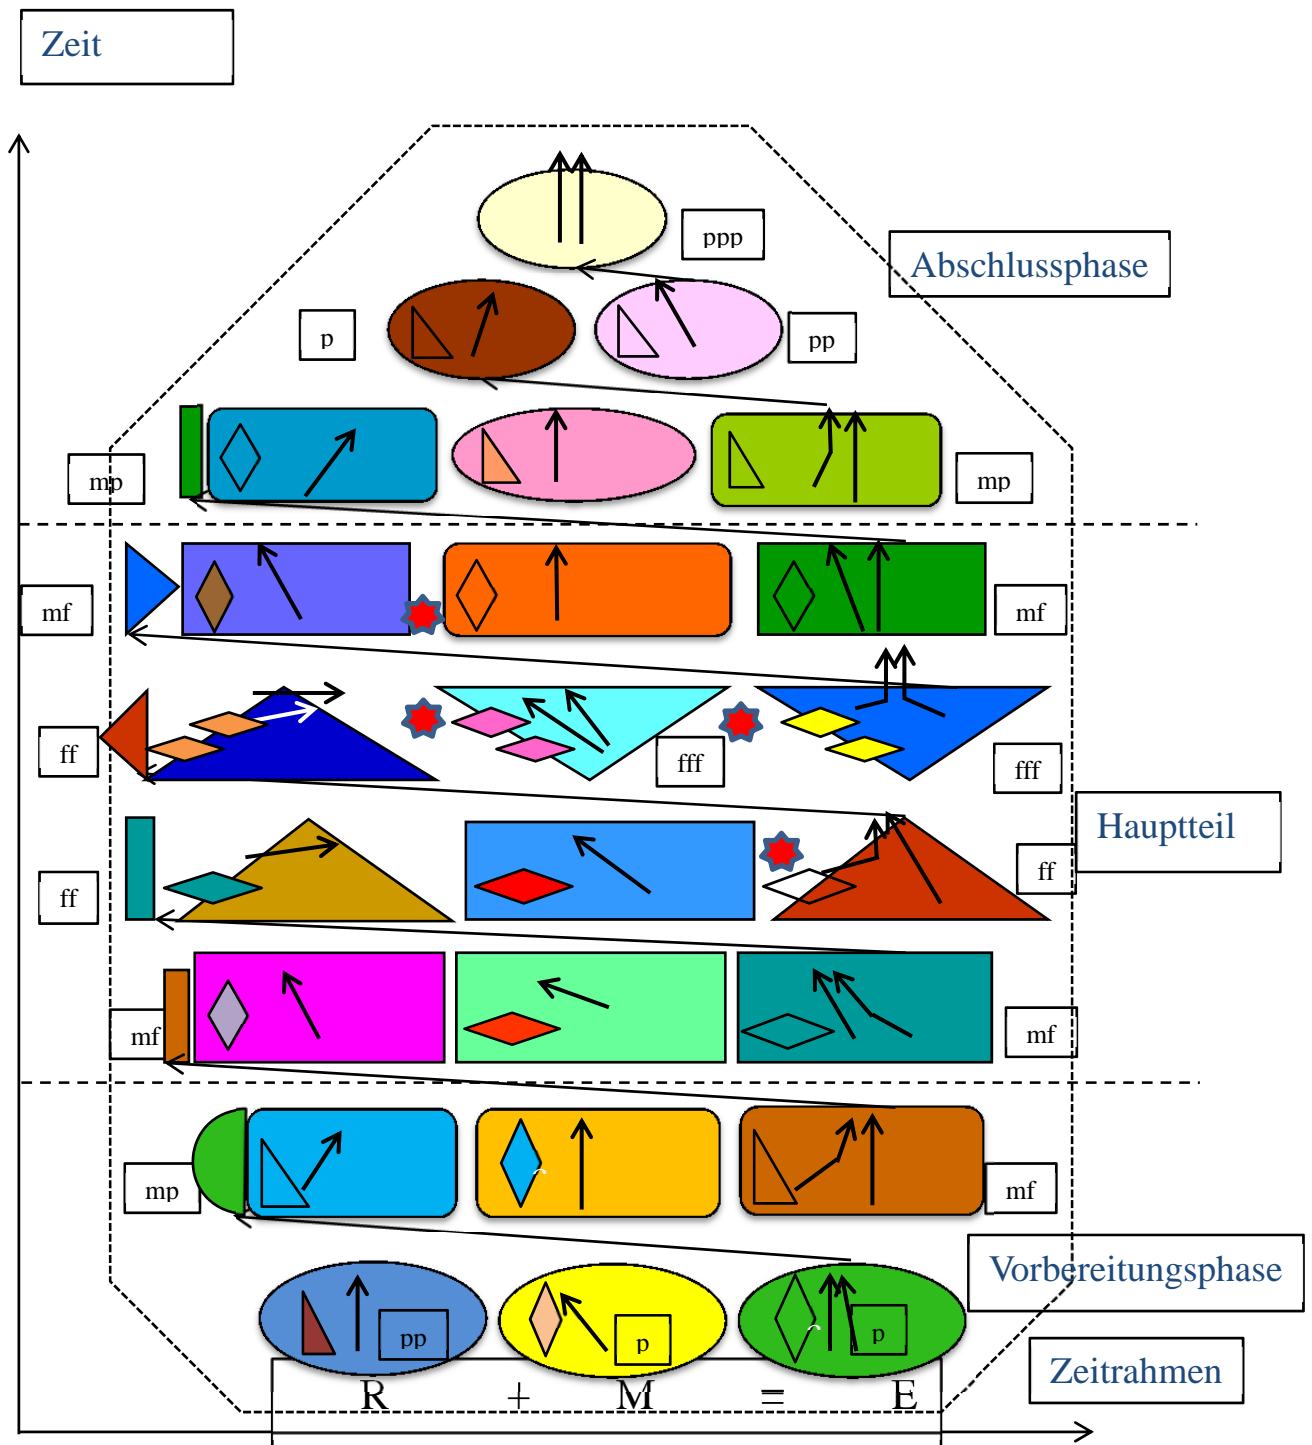 Zeit
ppp
Abschlussphase
p
pp
mp
mp
mf
mf
ff
fff
fff
Hauptteil
ff
ff
mf
mf
mp
mf
Vorbereitungsphase
pp
p
p
Zeitrahmen
R + M = E